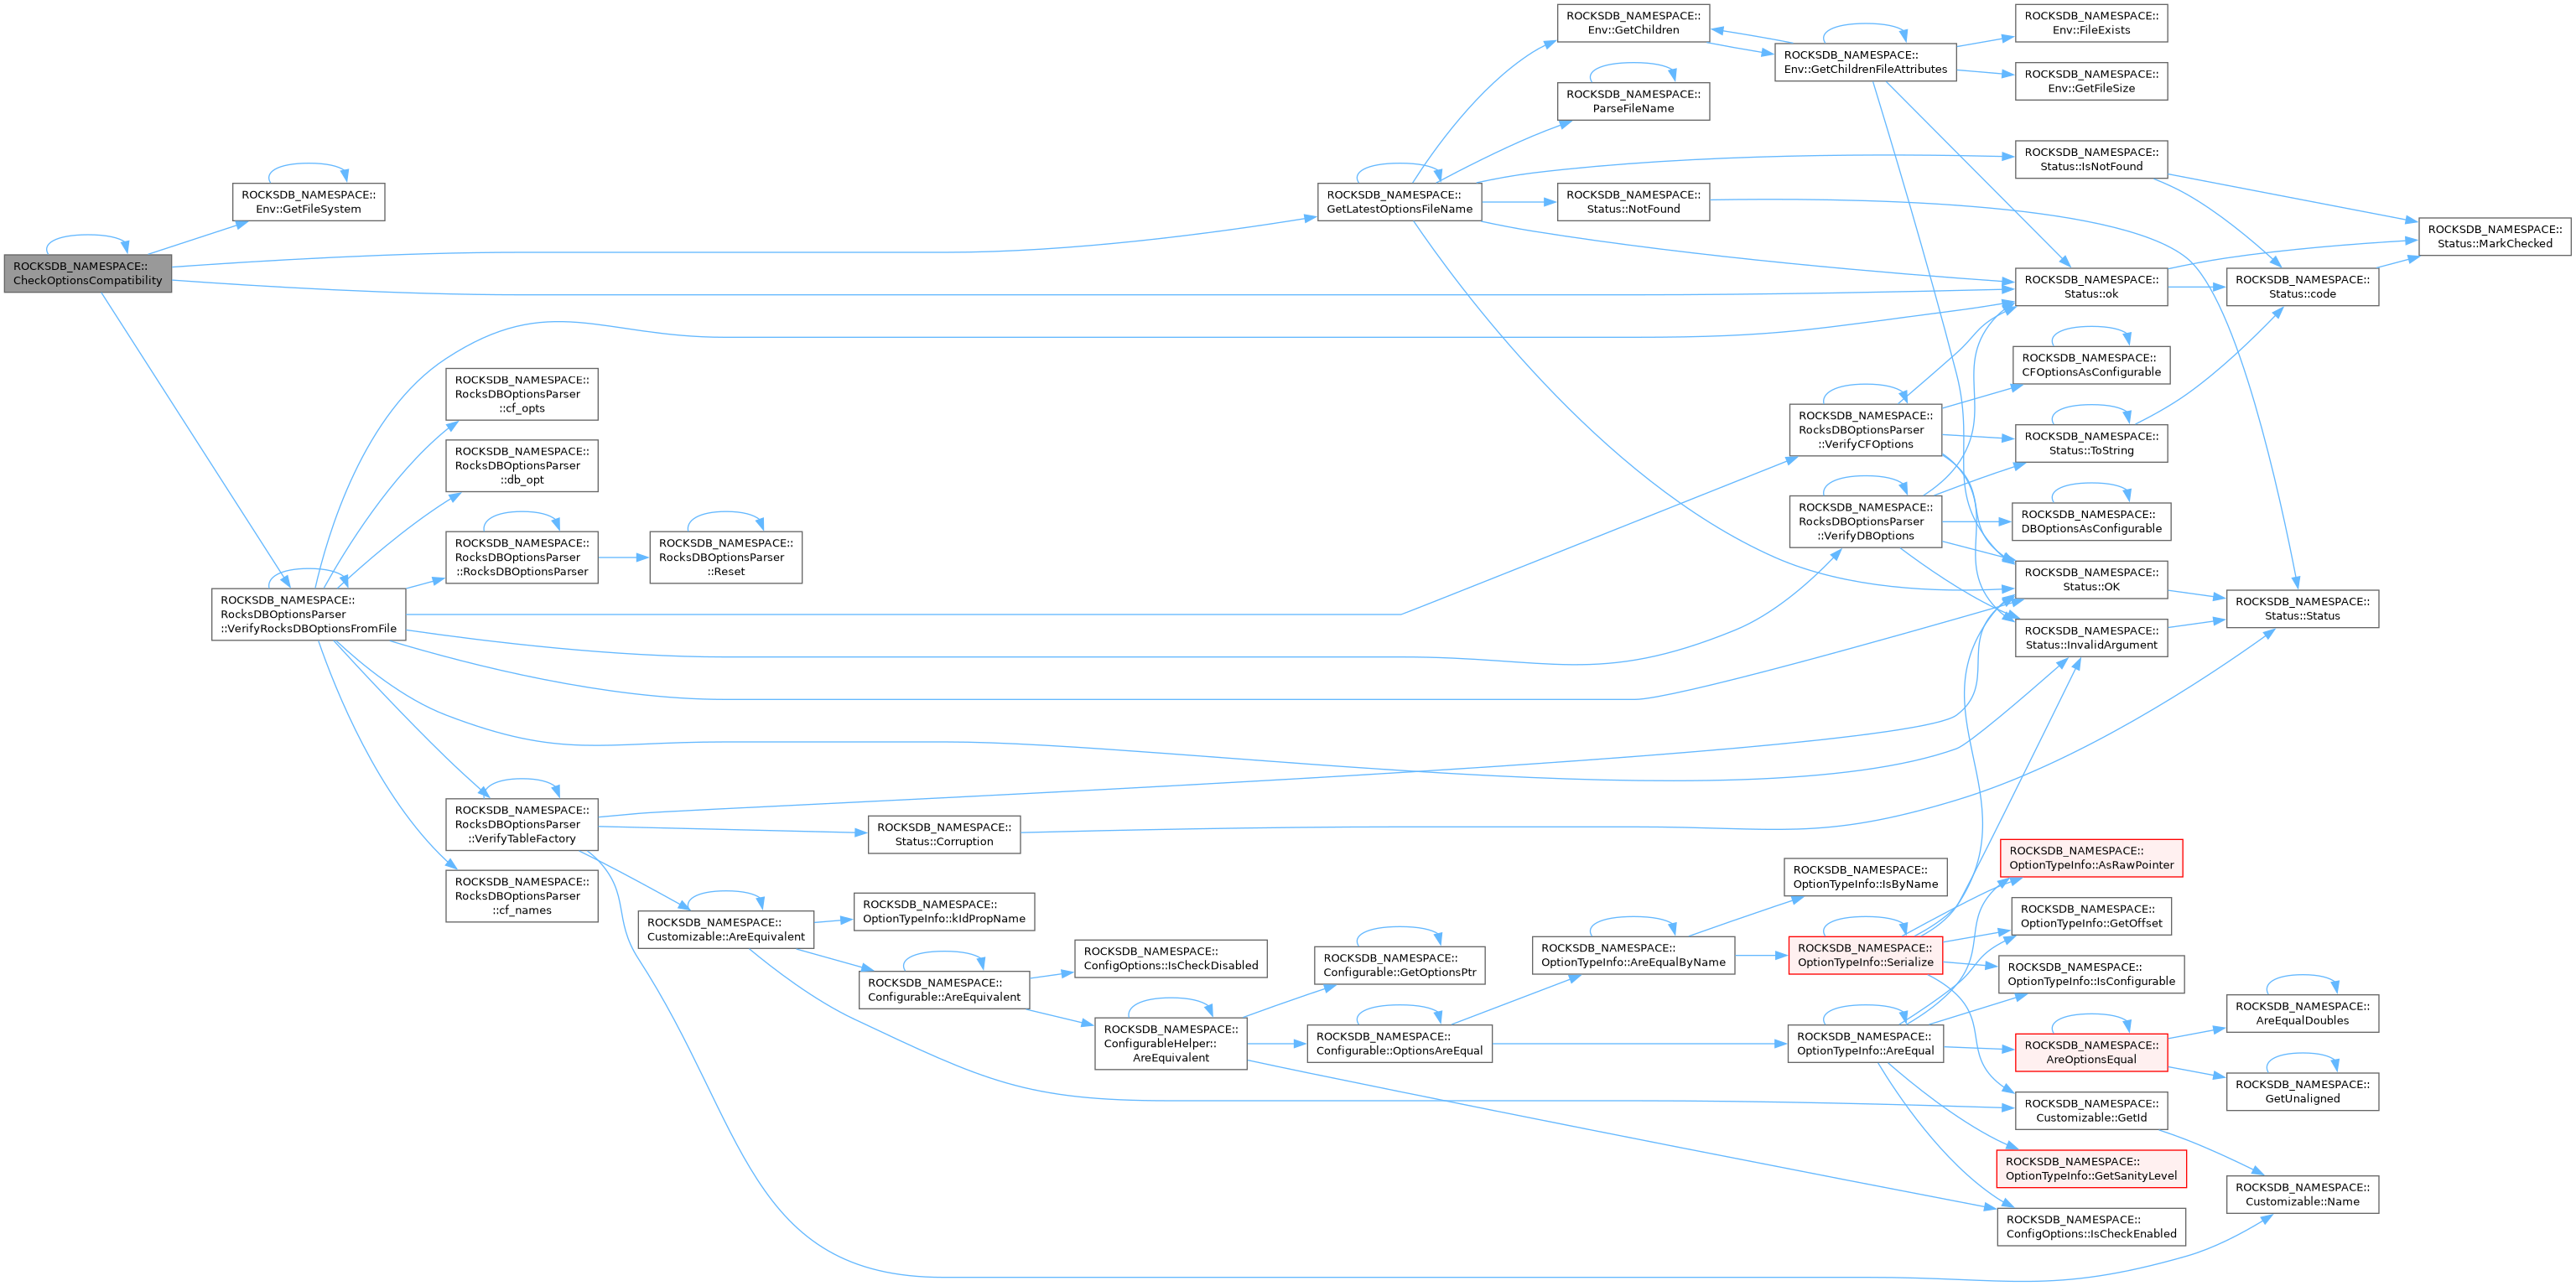 ROCKSDB_NAMESPACE::
CheckOptionsCompatibility
ROCKSDB_NAMESPACE::
Env::GetFileSystem
ROCKSDB_NAMESPACE::
RocksDBOptionsParser
::VerifyRocksDBOptionsFromFile
ROCKSDB_NAMESPACE::
RocksDBOptionsParser
::cf_opts
ROCKSDB_NAMESPACE::
RocksDBOptionsParser
::db_opt
ROCKSDB_NAMESPACE::
RocksDBOptionsParser
::RocksDBOptionsParser
ROCKSDB_NAMESPACE::
RocksDBOptionsParser
::Reset
ROCKSDB_NAMESPACE::
RocksDBOptionsParser
::VerifyTableFactory
ROCKSDB_NAMESPACE::
RocksDBOptionsParser
::cf_names
ROCKSDB_NAMESPACE::
Customizable::AreEquivalent
ROCKSDB_NAMESPACE::
Status::Corruption
ROCKSDB_NAMESPACE::
OptionTypeInfo::kIdPropName
ROCKSDB_NAMESPACE::
Configurable::AreEquivalent
ROCKSDB_NAMESPACE::
ConfigOptions::IsCheckDisabled
ROCKSDB_NAMESPACE::
ConfigurableHelper::
AreEquivalent
ROCKSDB_NAMESPACE::
GetLatestOptionsFileName
ROCKSDB_NAMESPACE::
Configurable::GetOptionsPtr
ROCKSDB_NAMESPACE::
Configurable::OptionsAreEqual
ROCKSDB_NAMESPACE::
Env::GetChildren
ROCKSDB_NAMESPACE::
ParseFileName
ROCKSDB_NAMESPACE::
Status::NotFound
ROCKSDB_NAMESPACE::
OptionTypeInfo::AreEqualByName
ROCKSDB_NAMESPACE::
Env::GetChildrenFileAttributes
ROCKSDB_NAMESPACE::
RocksDBOptionsParser
::VerifyCFOptions
ROCKSDB_NAMESPACE::
RocksDBOptionsParser
::VerifyDBOptions
ROCKSDB_NAMESPACE::
OptionTypeInfo::IsByName
ROCKSDB_NAMESPACE::
OptionTypeInfo::Serialize
ROCKSDB_NAMESPACE::
OptionTypeInfo::AreEqual
ROCKSDB_NAMESPACE::
Env::FileExists
ROCKSDB_NAMESPACE::
Env::GetFileSize
ROCKSDB_NAMESPACE::
Status::IsNotFound
ROCKSDB_NAMESPACE::
Status::ok
ROCKSDB_NAMESPACE::
CFOptionsAsConfigurable
ROCKSDB_NAMESPACE::
Status::ToString
ROCKSDB_NAMESPACE::
DBOptionsAsConfigurable
ROCKSDB_NAMESPACE::
Status::OK
ROCKSDB_NAMESPACE::
Status::InvalidArgument
ROCKSDB_NAMESPACE::
OptionTypeInfo::AsRawPointer
ROCKSDB_NAMESPACE::
OptionTypeInfo::GetOffset
ROCKSDB_NAMESPACE::
OptionTypeInfo::IsConfigurable
ROCKSDB_NAMESPACE::
AreOptionsEqual
ROCKSDB_NAMESPACE::
Customizable::GetId
ROCKSDB_NAMESPACE::
OptionTypeInfo::GetSanityLevel
ROCKSDB_NAMESPACE::
ConfigOptions::IsCheckEnabled
ROCKSDB_NAMESPACE::
Status::MarkChecked
ROCKSDB_NAMESPACE::
Status::code
ROCKSDB_NAMESPACE::
Status::Status
ROCKSDB_NAMESPACE::
AreEqualDoubles
ROCKSDB_NAMESPACE::
GetUnaligned
ROCKSDB_NAMESPACE::
Customizable::Name